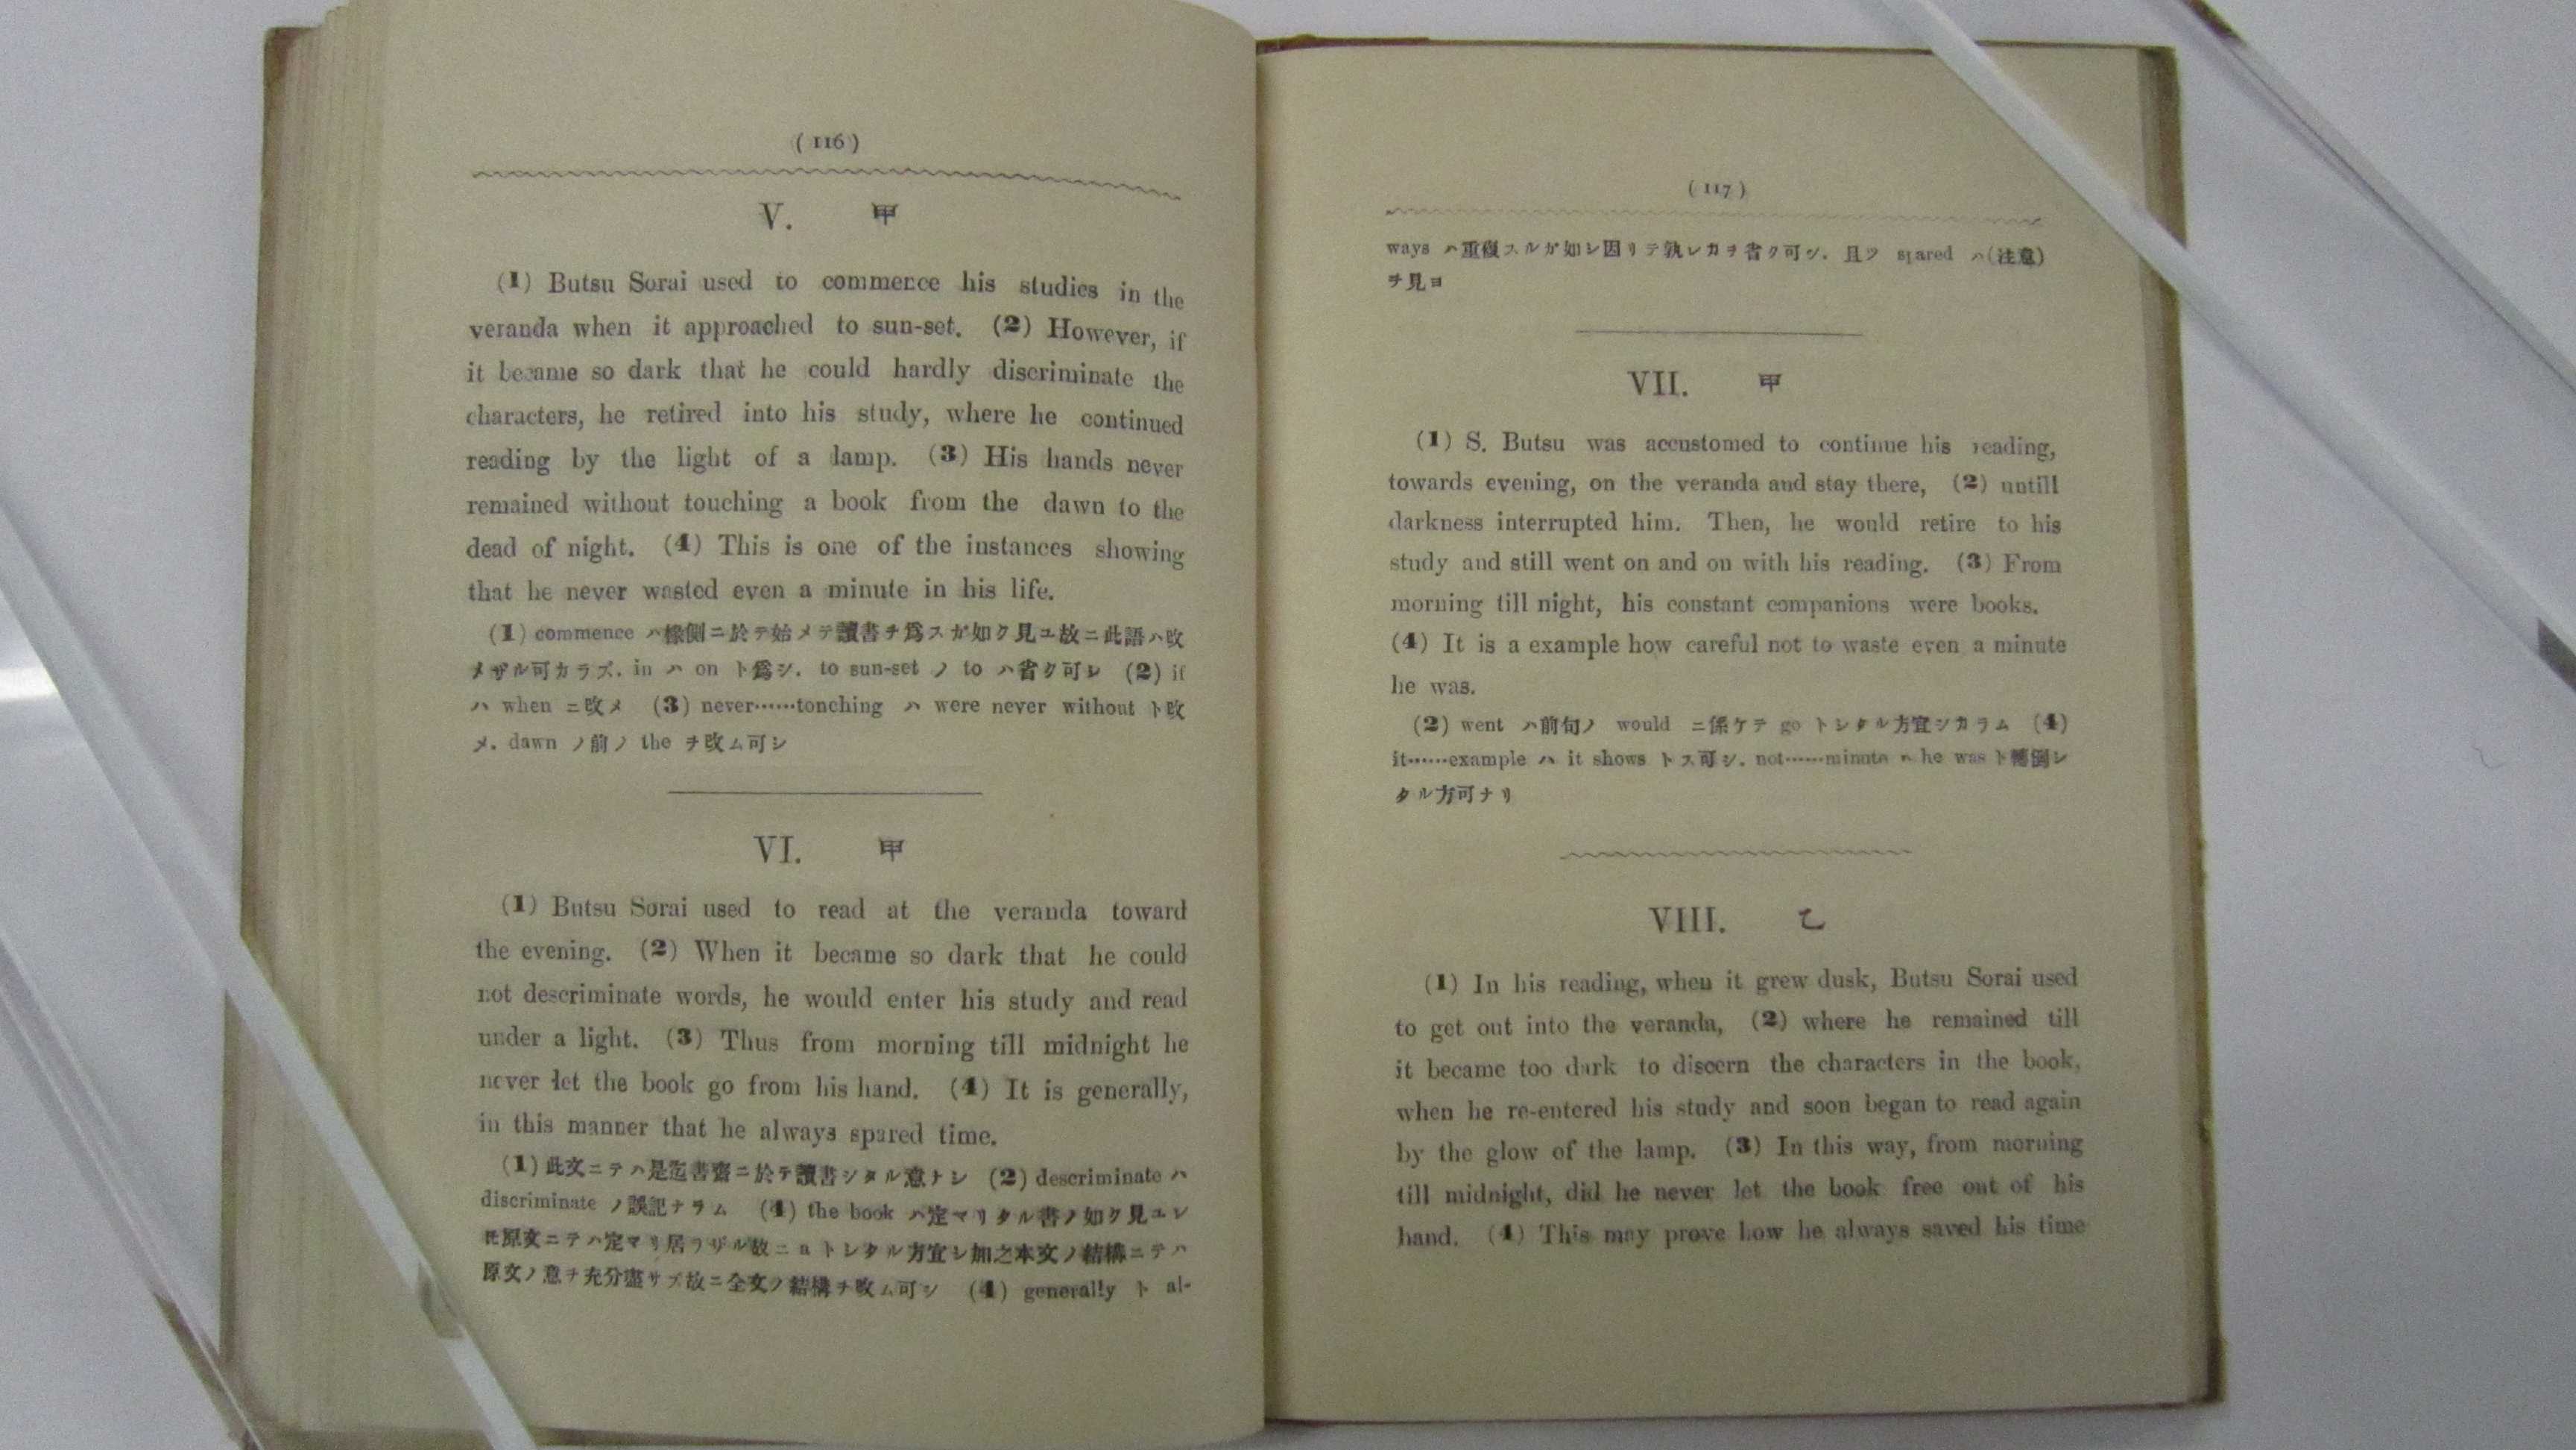 ( 116 )
V. 甲
(1) Butsu Sorai used to commence his studies in the
veranda when it approached to sun-set. (2) However, if
it became so dark that he could hardly discriminate the
characters, he retired into his study, where he continued
reading by the light of a lamp. (3) His hands never
remained without touching a book from the dawn to the
dead of night. (4) This is one of the instances showing
that he never wasted even a minute in his life.
(1) commence ハ椽側ニ於テ始メテ讀書チ爲スガ如ク見ユ故ニ此語ハ改
メザル可カラズ. in ハ on ト爲シ. to sun-set ノ to ハ省ク可レ (2) if
ハ when ニ改メ (3) never……tonching ハ were never without ト改
メ. dawn ノ前ノ the チ改ム可シ
VI. 甲
(1) Butsu Sorai used to read at the veranda toward
the evening. (2) When it became so dark that he could
not descriminate words, he would enter his study and read
under a light. (3) Thus from morning till midnight he
never let the book go from his hand. (4) It is generally,
in this manner that he always spared time.
(1) 此文ニテハ是迄書齋ニ於テ讀書シタル意ナシ (2) descriminate ハ
discriminate ノ誤記ナラム (4) the book ハ定マリタル書ノ如ク見ユレ
𪜈原文ニテハ定マリ居ラザル故ニ a トレタル方宜レ加之本文ノ結構ニテハ
原文ノ意チ充分盡サズ故ニ全文ノ結構チ改ム可シ (4) generally ト al-
( 117 )
ways ハ重複スルガ如レ因リテ孰レカヲ省ク可シ. 且ツ spared ハ(注意)
チ見ヨ
VII. 甲
(1) S. Butsu was accustomed to continue his reading,
towards evening, on the veranda and stay there, (2) untill
darkness interrupted him. Then, he would retire to his
study and still went on and on with his reading. (3) From
morning till night, his constant companions were books.
(4) It is a example how careful not to waste even a minute
he was.
(2) went ハ前句ノ would ニ係ケテ go トレタル方宜シカラム (4)
it……example ハ it shows トス可シ. not……minute ヘ he was ト轉倒レ
タル方可ナリ
VIII. 乙
(1) In his reading, when it grew dusk, Butsu Sorai used
to get out into the veranda, (2) where he remained till
it became too dark to discern the characters in the book,
when he re-entered his study and soon began to read again
by the glow of the lamp. (3) In this way, from morning
till midnight, did he never let the book free out of his
hand. (4) This may prove how he always saved his time